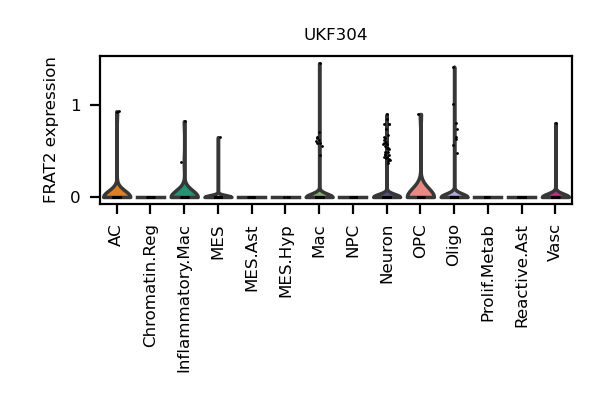 UKF304
FRAT2 expression
1
0
AC
Chromatin.Reg
Inflammatory.Mac
MES
MES.Ast
MES.Hyp
Mac
NPC
Neuron
OPC
Oligo
Prolif.Metab
Reactive.Ast
Vasc